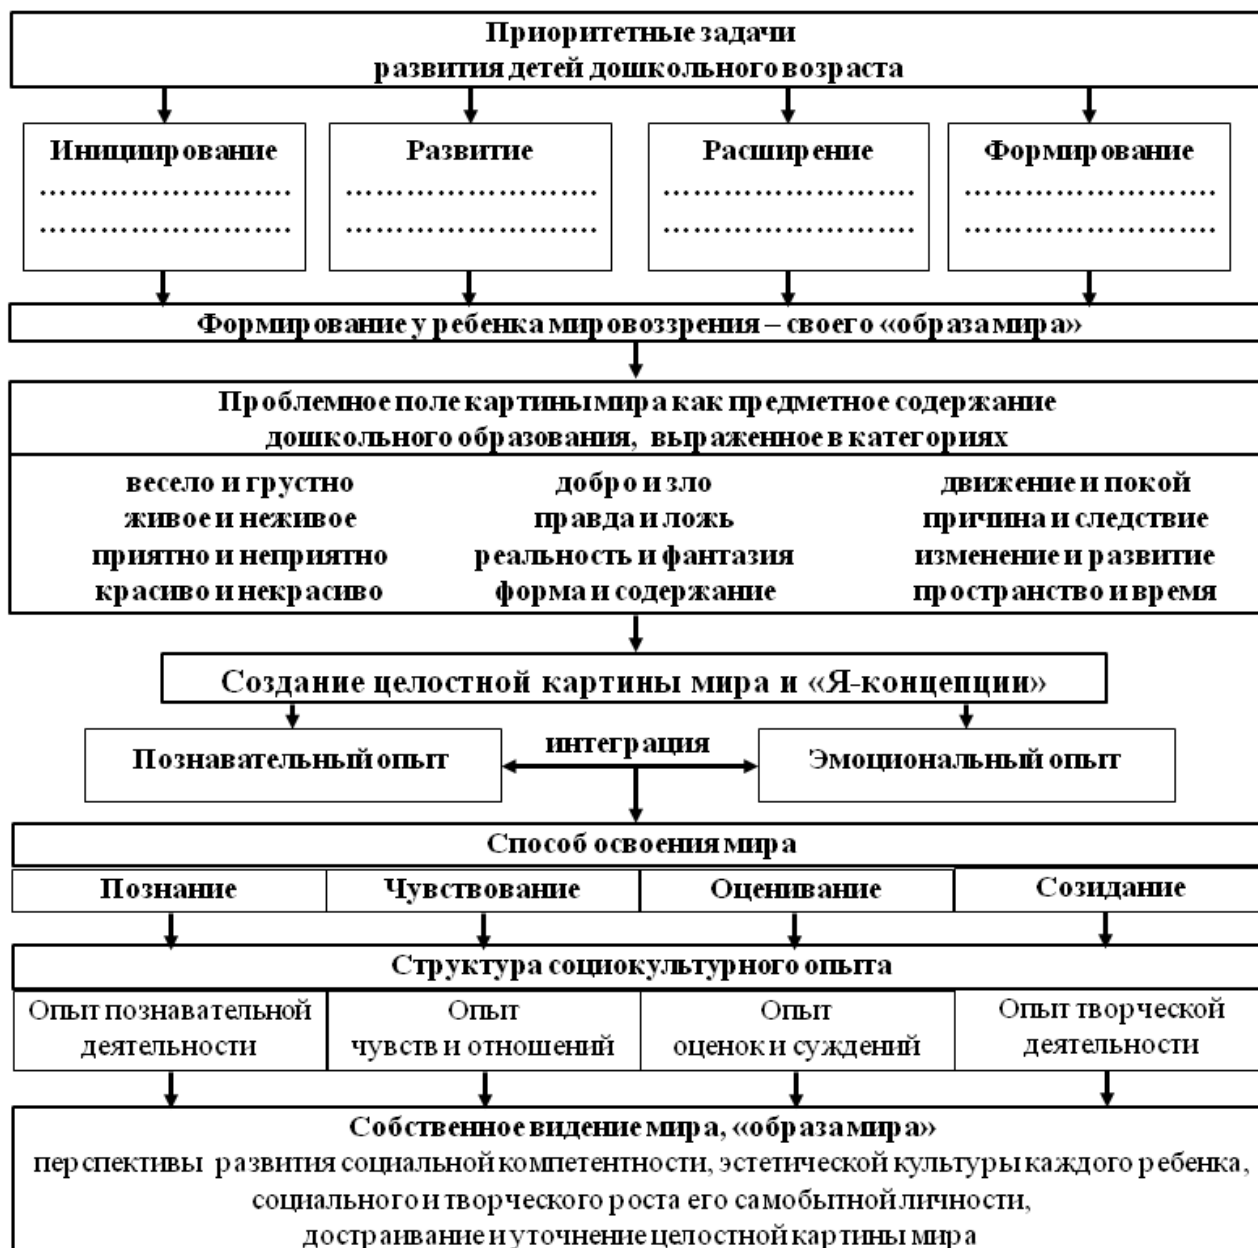 Приоритетные задачи
развития детей дошкольного возраста
Инициирование
……………………….
……………………….
Развитие
……………………….
……………………….
Расширение
……………………….
……………………….
Формирование
……………………….
……………………….
Формирование у ребенка мировоззрения – своего «образа мира»
Проблемное поле картины мира как предметное содержание
дошкольного образования, выраженное в категориях
весело и грустно
живое и неживое
приятно и неприятно
красиво и некрасиво
добро и зло
правда и ложь
реальность и фантазия
форма и содержание
движение и покой
причина и следствие
изменение и развитие
пространство и время
Создание целостной картины мира и «Я-концепции»
Познавательный опыт
интеграция
Эмоциональный опыт
Способ освоения мира
Познание
Чувствование
Оценивание
Созидание
Структура социокультурного опыта
Опыт познавательной
деятельности
Опыт
чувств и отношений
Опыт
оценок и суждений
Опыт творческой
деятельности
Собственное видение мира, «образа мира»
перспективы развития социальной компетентности, эстетической культуры каждого ребенка,
социального и творческого роста его самобытной личности,
достраивание и уточнение целостной картины мира